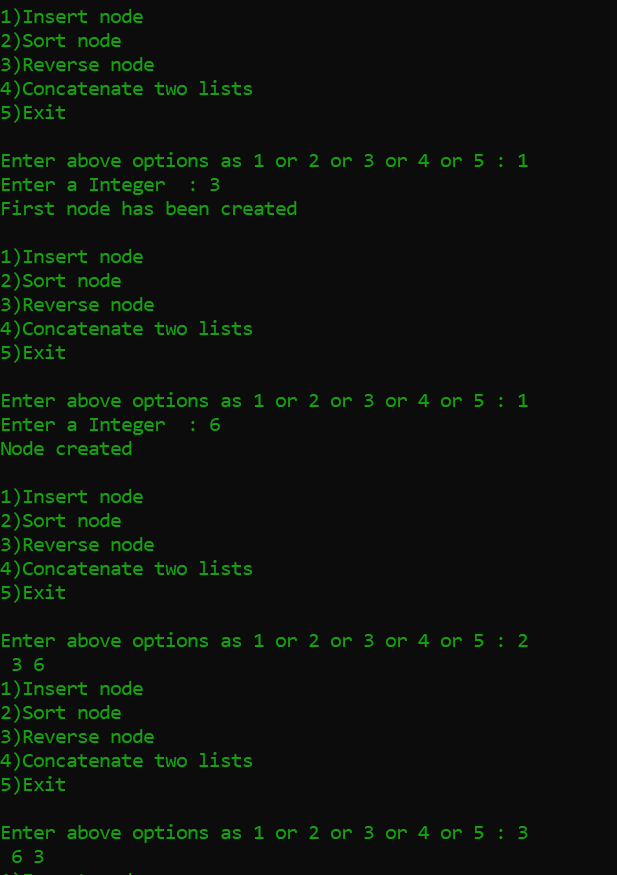 1)Insert node
2)Sort node
3)Reverse node
4)Concatenate two lists
5)Exit
Enter above options as 1 or 2 or 3 or 4 or 5 : 1
Enter a Integer  : 3
First node has been created
1)Insert node
2)Sort node
3)Reverse node
4)Concatenate two lists
5)Exit
Enter above options as 1 or 2 or 3 or 4 or 5 : 1
Enter a Integer  : 6
Node created
1)Insert node
2)Sort node
3)Reverse node
4)Concatenate two lists
5)Exit
Enter above options as 1 or 2 or 3 or 4 or 5 : 2
 3 6
1)Insert node
2)Sort node
3)Reverse node
4)Concatenate two lists
5)Exit
Enter above options as 1 or 2 or 3 or 4 or 5 : 3
 6 3